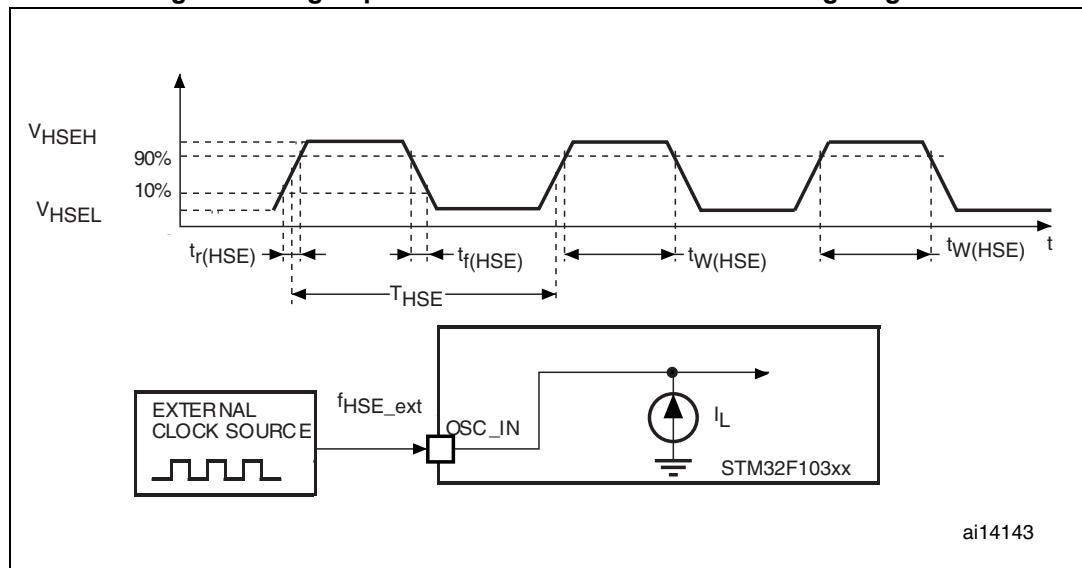 VHSEH
90%
10%
VHSEL
tr(HSE)
tf(HSE)
tW(HSE)
tW(HSE)
t
THSE
EXTERNAL
CLOCK SOURCE
fHSE_ext
OSC_IN
IL
STM32F103xx
ai14143